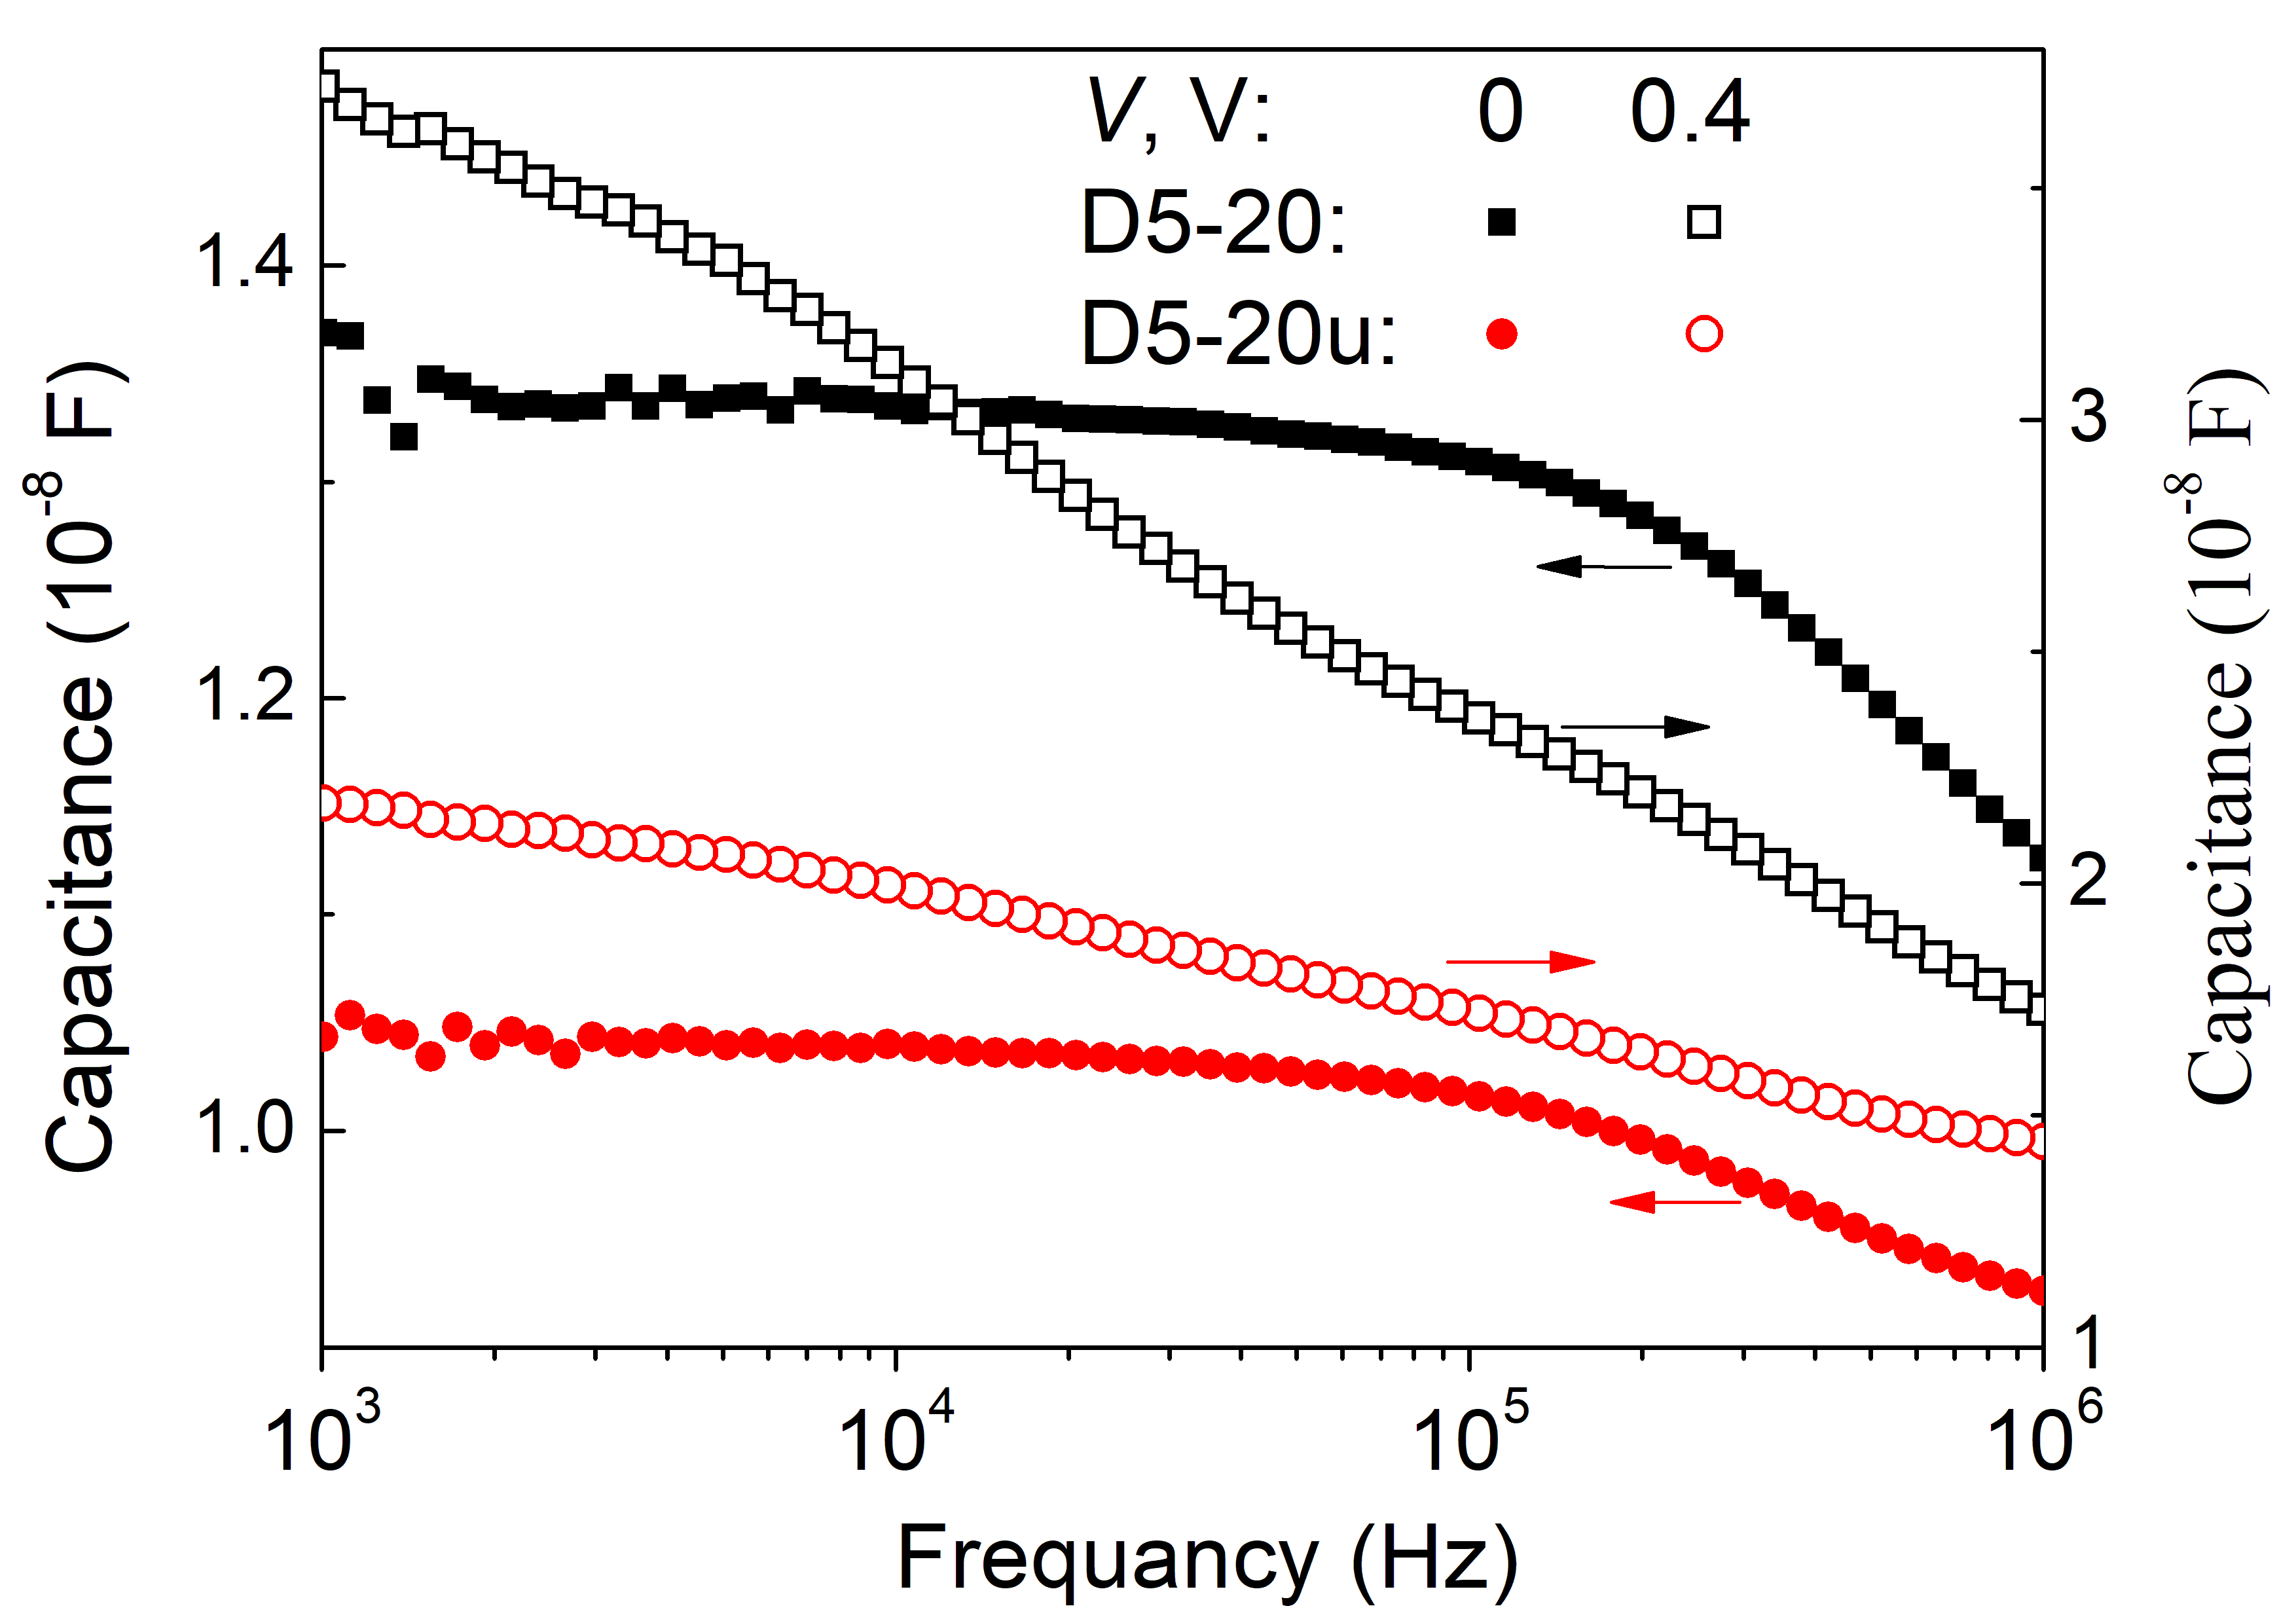 V, V: 0 0.4
D5-20:
D5-20u:
Capacitance (10⁻⁸ F)
1.4
1.2
1.0
3
2
1
Capacitance (10⁻⁸ F)
10³ 10⁴ 10⁵ 10⁶
Frequancy (Hz)